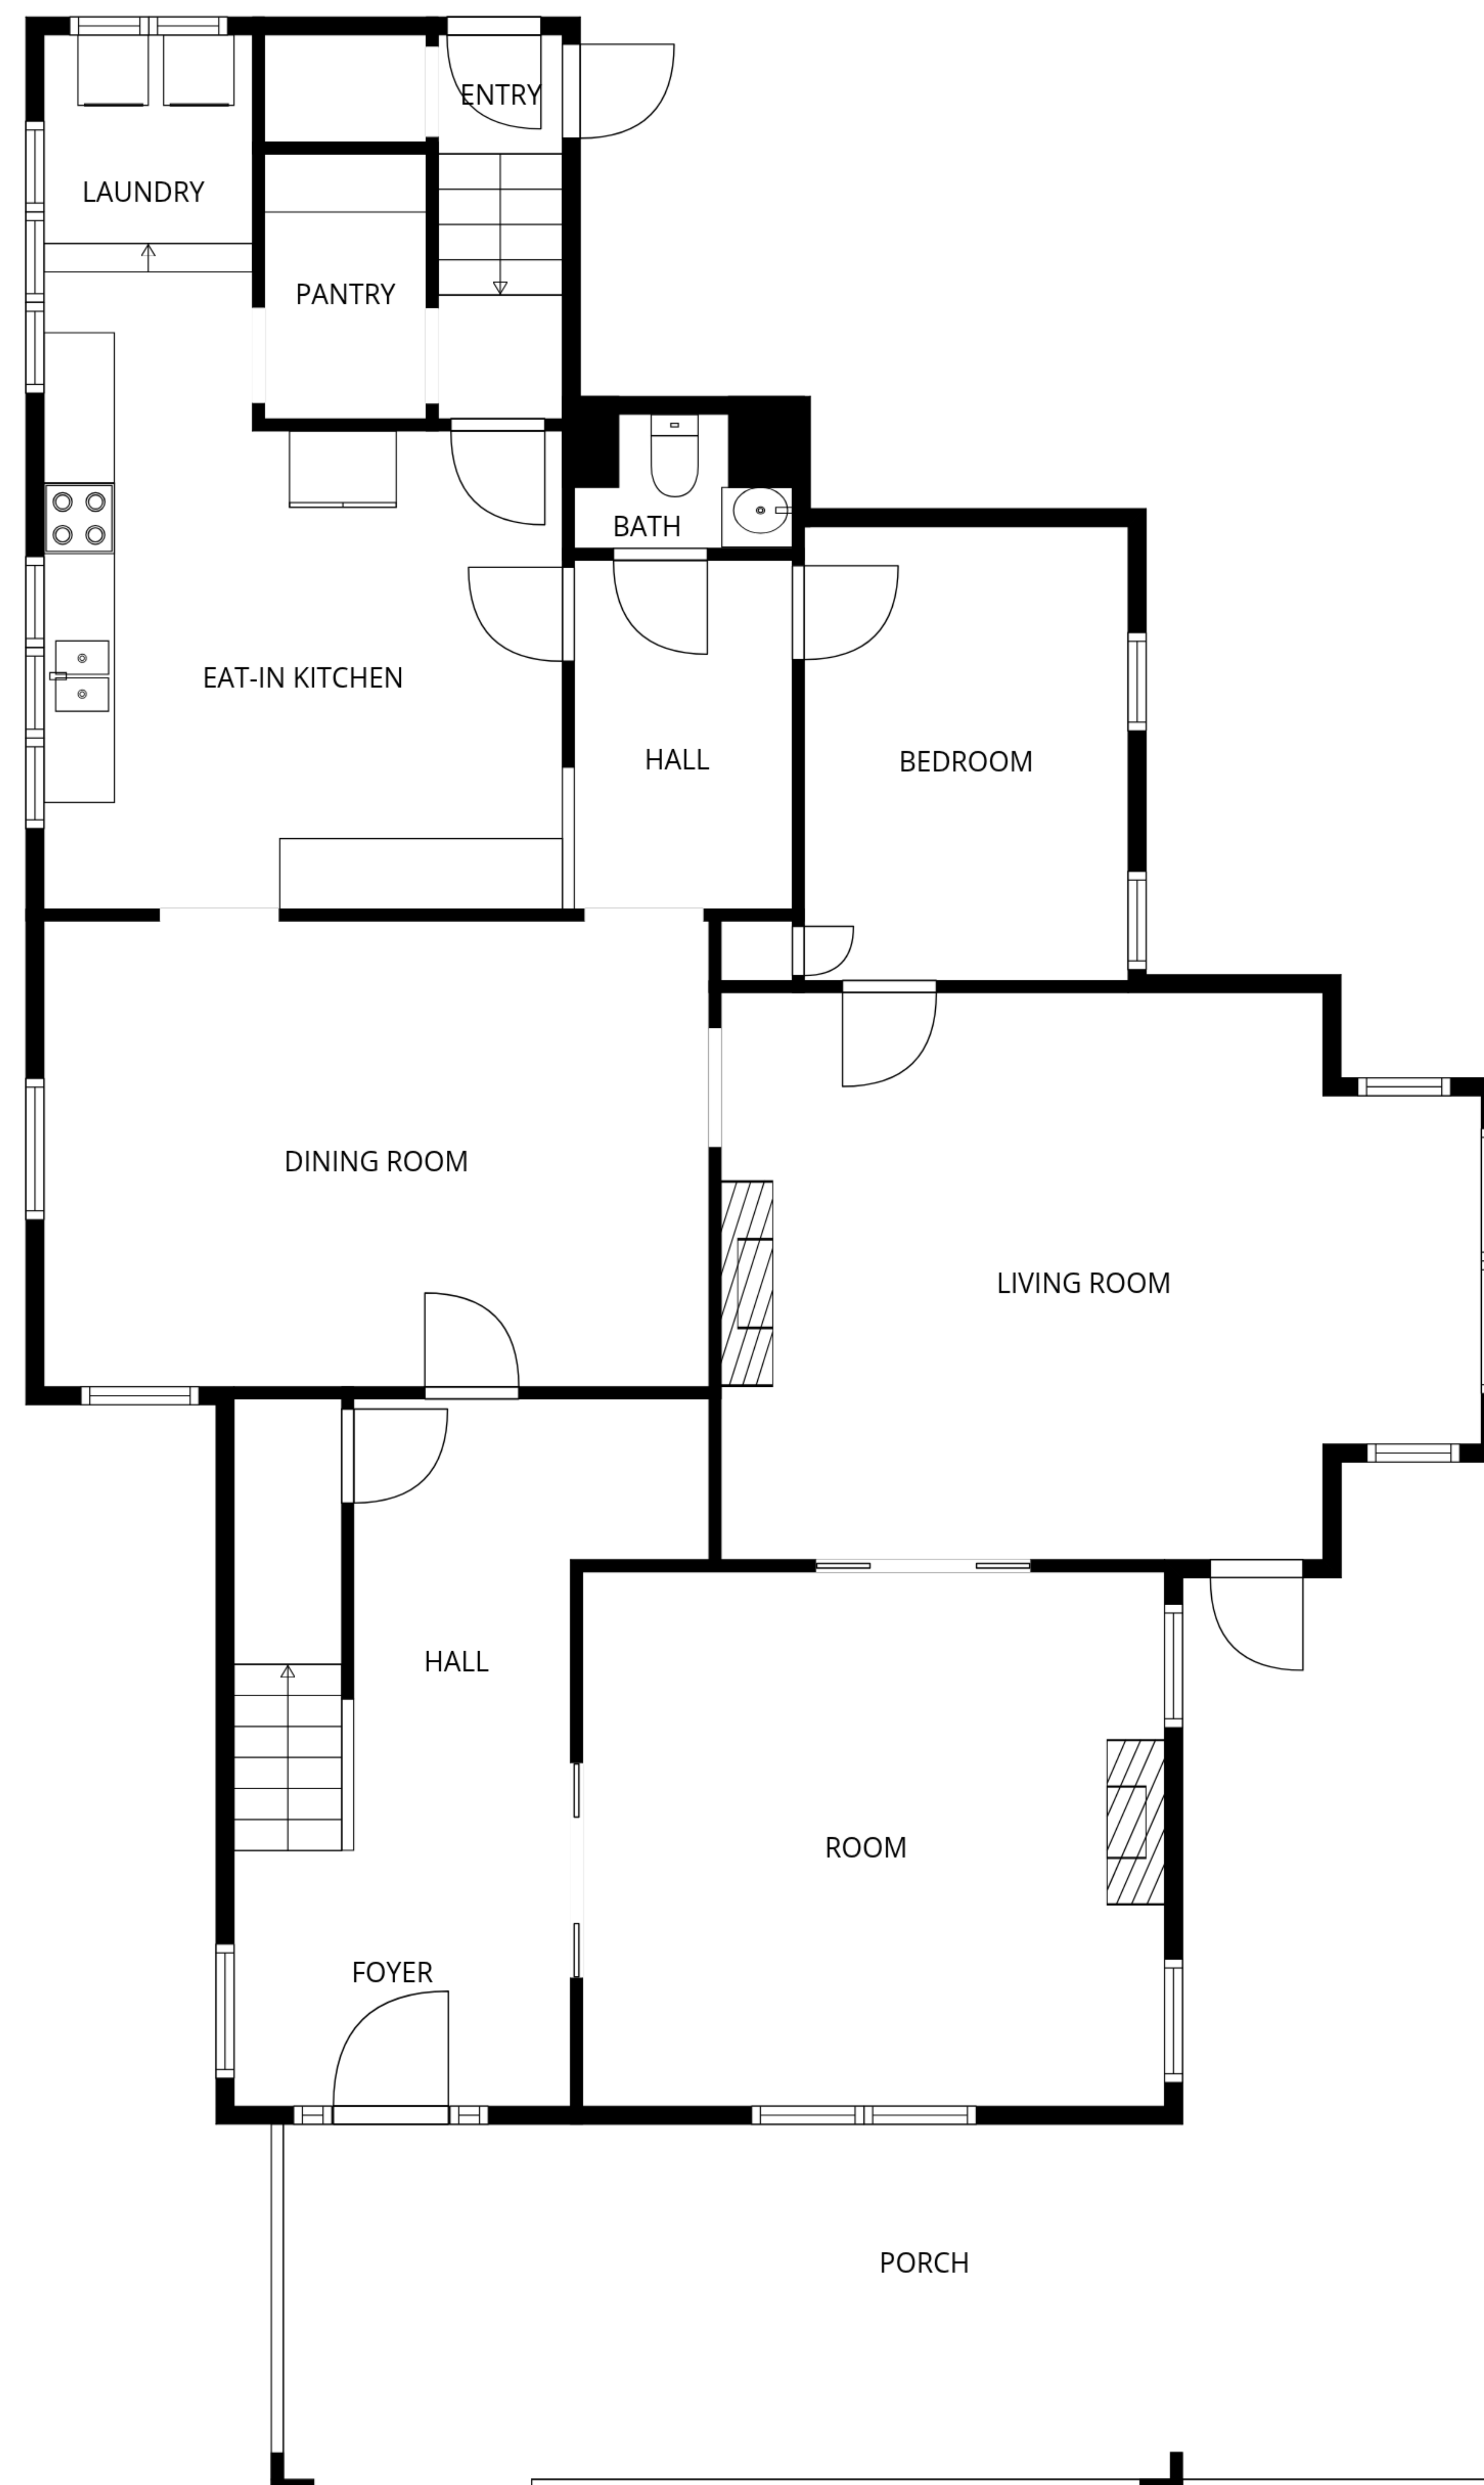 ENTRY
LAUNDRY
PANTRY
BATH
EAT-IN KITCHEN
HALL
BEDROOM
DINING ROOM
LIVING ROOM
HALL
ROOM
FOYER
PORCH